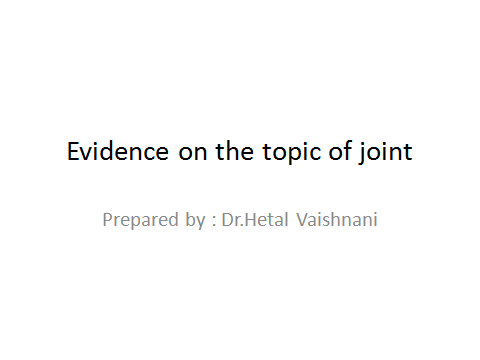 Evidence on the topic of joint
Prepared by : Dr.Hetal Vaishnani